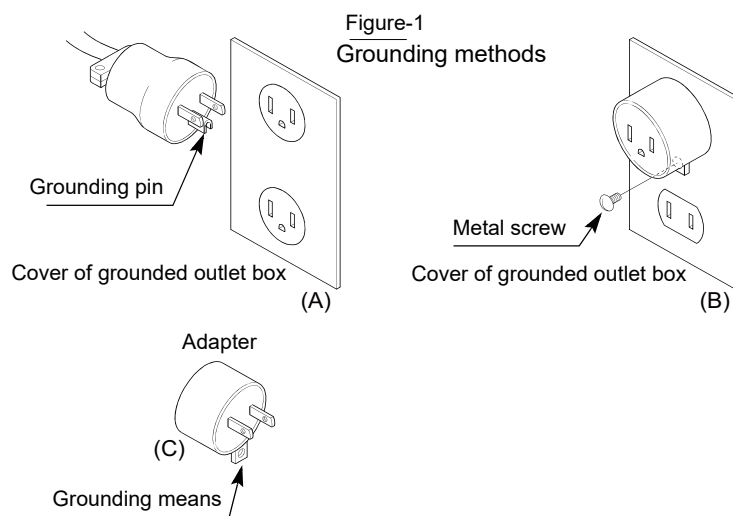 Figure-1
Grounding methods
Grounding pin
Cover of grounded outlet box
(A)
Metal screw
Cover of grounded outlet box
(B)
Adapter
(C)
Grounding means